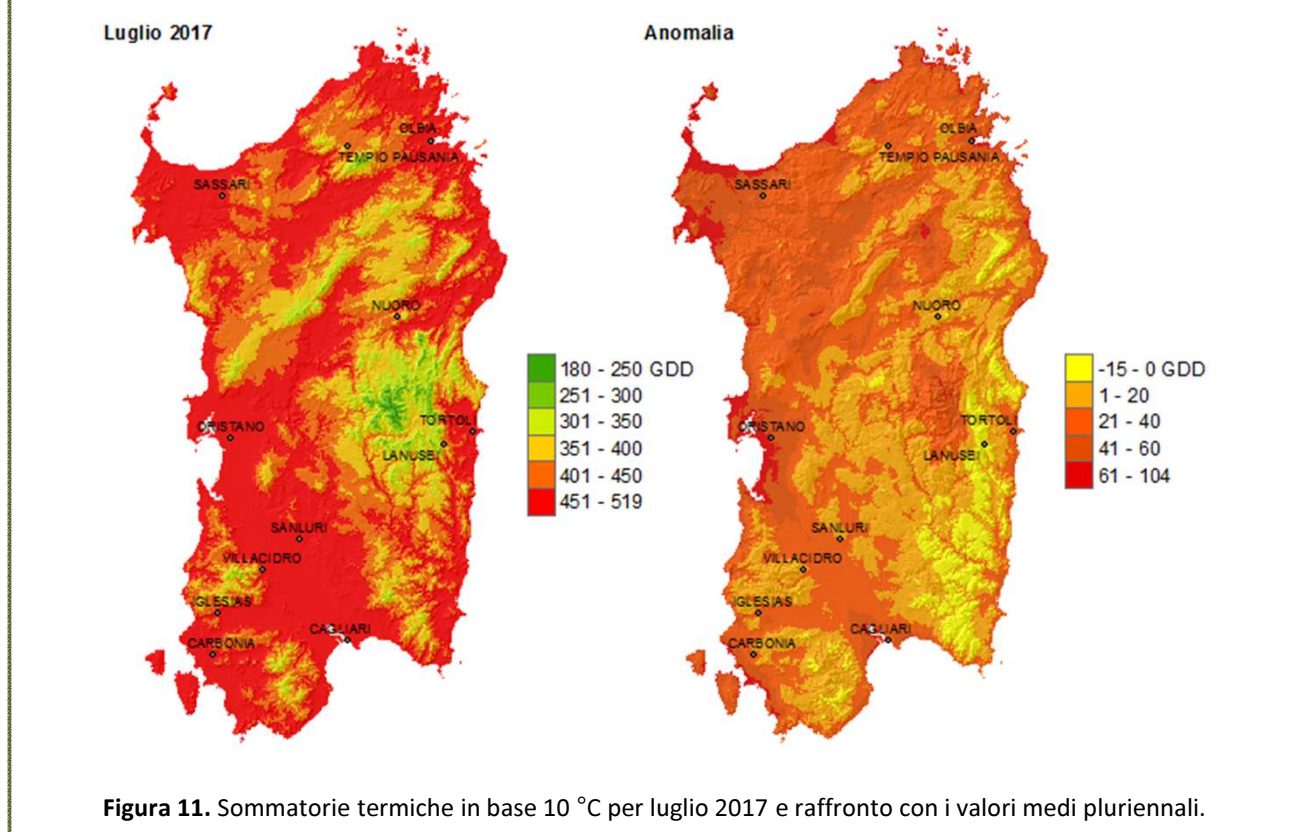 Luglio 2017
OLBIA
TEMPIO PAUSANIA
SASSARI
NUORO
ORISTANO
TORTOLI
LANUSEI
SANLURI
VILLACIDRO
IGLESIAS
CAGLIARI
CARBONIA
180 - 250 GDD
251 - 300
301 - 350
351 - 400
401 - 450
451 - 519
Anomalia
OLBIA
TEMPIO PAUSANIA
SASSARI
NUORO
ORISTANO
TORTOLI
LANUSEI
SANLURI
VILLACIDRO
IGLESIAS
CAGLIARI
CARBONIA
-15 - 0 GDD
1 - 20
21 - 40
41 - 60
61 - 104
Figura 11. Sommatorie termiche in base 10 °C per luglio 2017 e raffronto con i valori medi pluriennali.